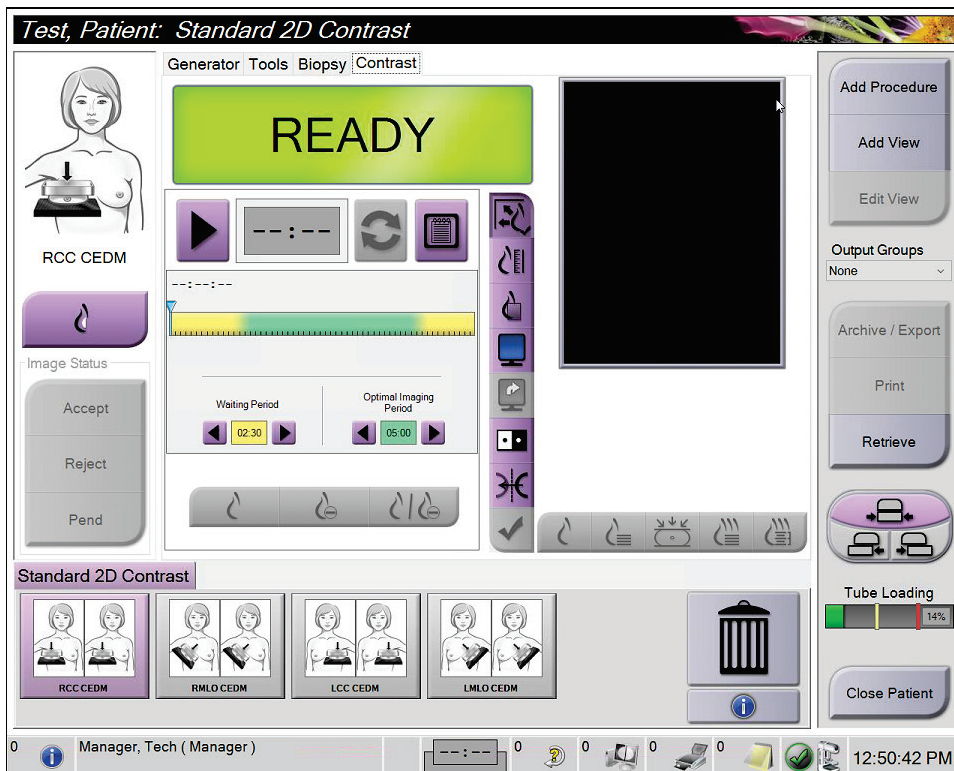 Test, Patient:  Standard 2D Contrast
Generator Tools Biopsy Contrast
READY
RCC CEDM
--:--
--:--:--
Waiting Period
02:30
Optimal Imaging
Period
05:00
Image Status
Accept
Reject
Pend
Add Procedure
Add View
Edit View
Output Groups
None
Archive / Export
Print
Retrieve
Tube Loading
14%
Close Patient
Standard 2D Contrast
RCC CEDM
RMLO CEDM
LCC CEDM
LMLO CEDM
0
Manager, Tech ( Manager )
--:--
0
0
0
0
12:50:42 PM